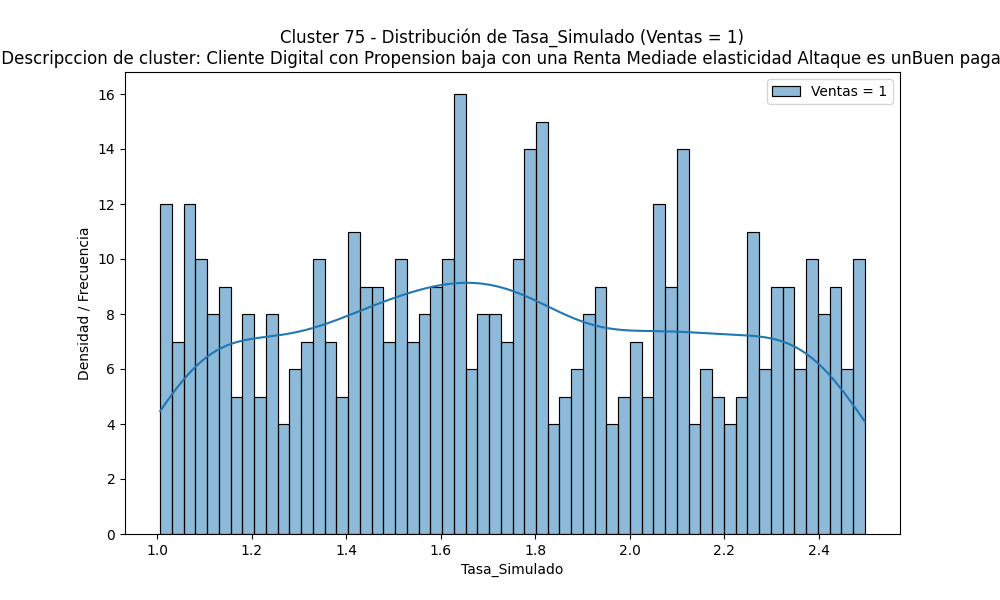 Cluster 75 - Distribución de Tasa_Simulado (Ventas = 1)
Descripccion de cluster: Cliente Digital con Propension baja con una Renta Mediade elasticidad Altaque es unBuen paga
Ventas = 1
16
14
12
10
8
6
4
2
0
Densidad / Frecuencia
1.0 1.2 1.4 1.6 1.8 2.0 2.2 2.4
Tasa_Simulado